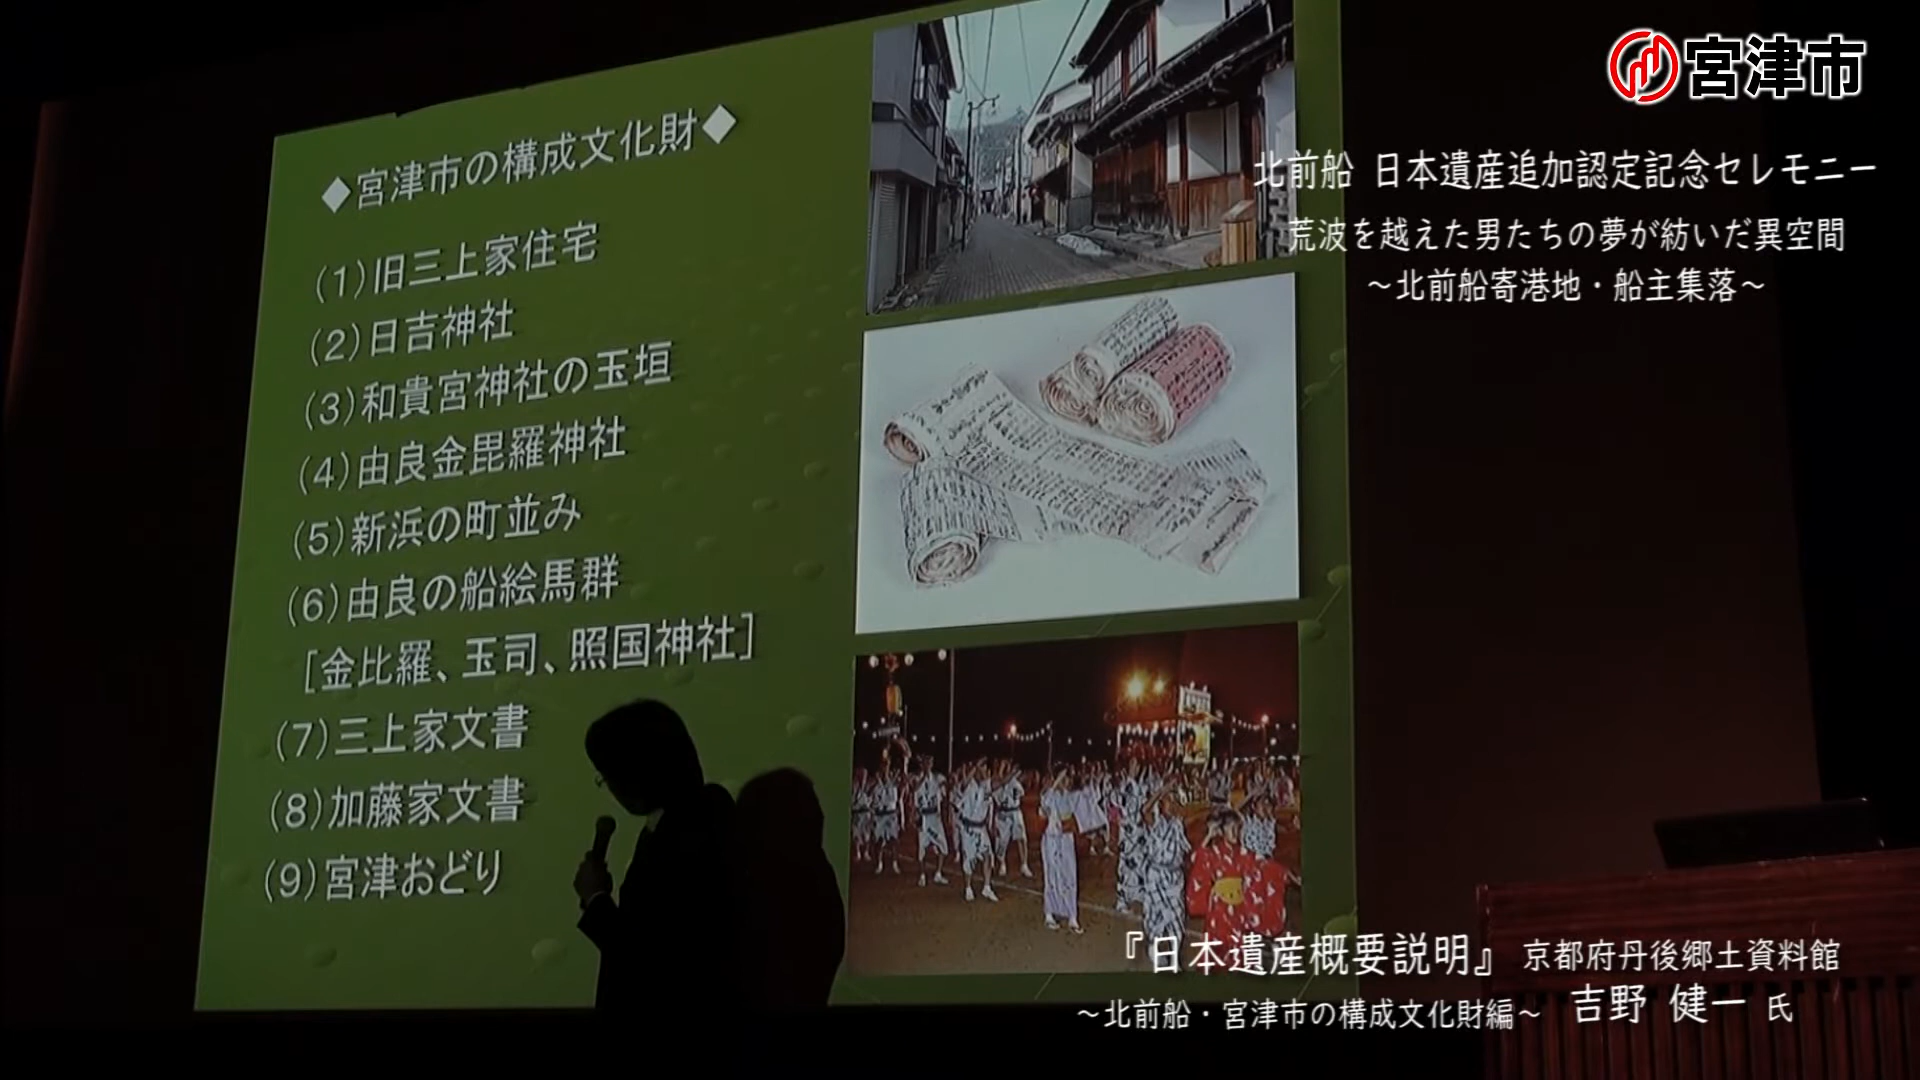 ◆宮津市の構成文化財◆
(1)旧三上家住宅
(2)日吉神社
(3)和貴宮神社の玉垣
(4)由良金毘羅神社
(5)新浜の町並み
(6)由良の船絵馬群
[金比羅、玉司、照国神社]
(7)三上家文書
(8)加藤家文書
(9)宮津おどり
宮津市
北前船 日本遺産追加認定記念セレモニー
荒波を越えた男たちの夢が紡いだ異空間
～北前船寄港地・船主集落～
『日本遺産概要説明』 京都府丹後郷土資料館
～北前船・宮津市の構成文化財編～ 吉野 健一 氏